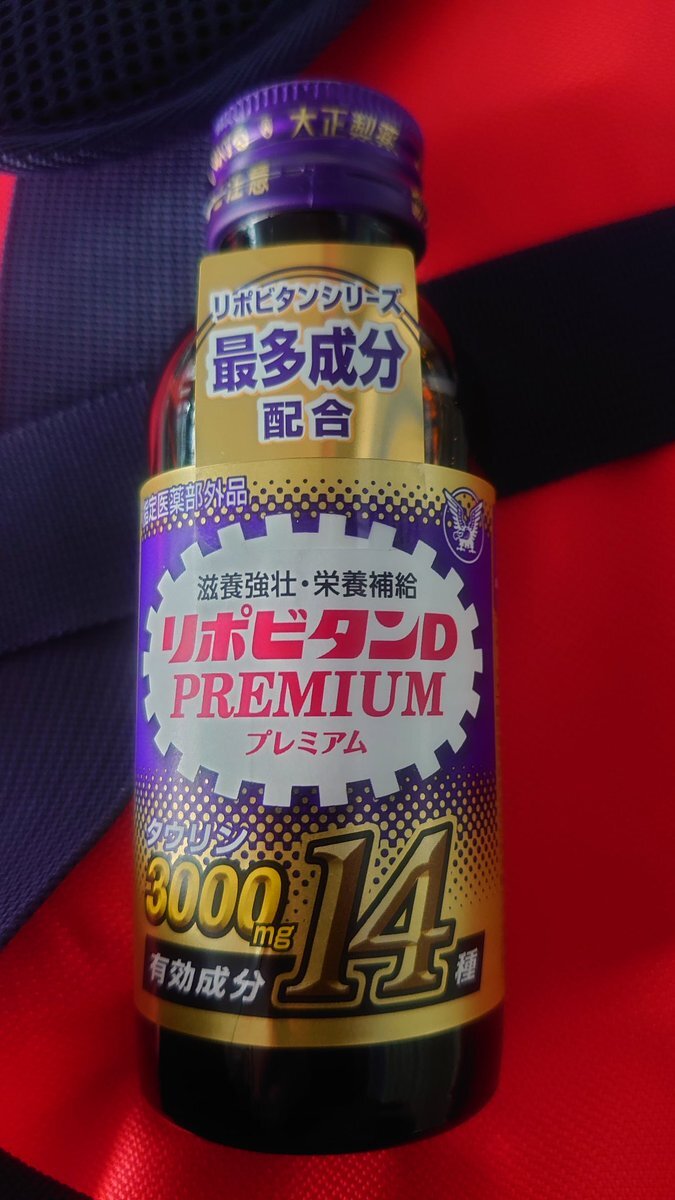 大正製薬
注意
リポビタンシリーズ
最多成分
配合
指定医薬部外品
滋養強壮・栄養補給
リポビタンD
PREMIUM
プレミアム
タウリン
3000mg
14
有効成分
種